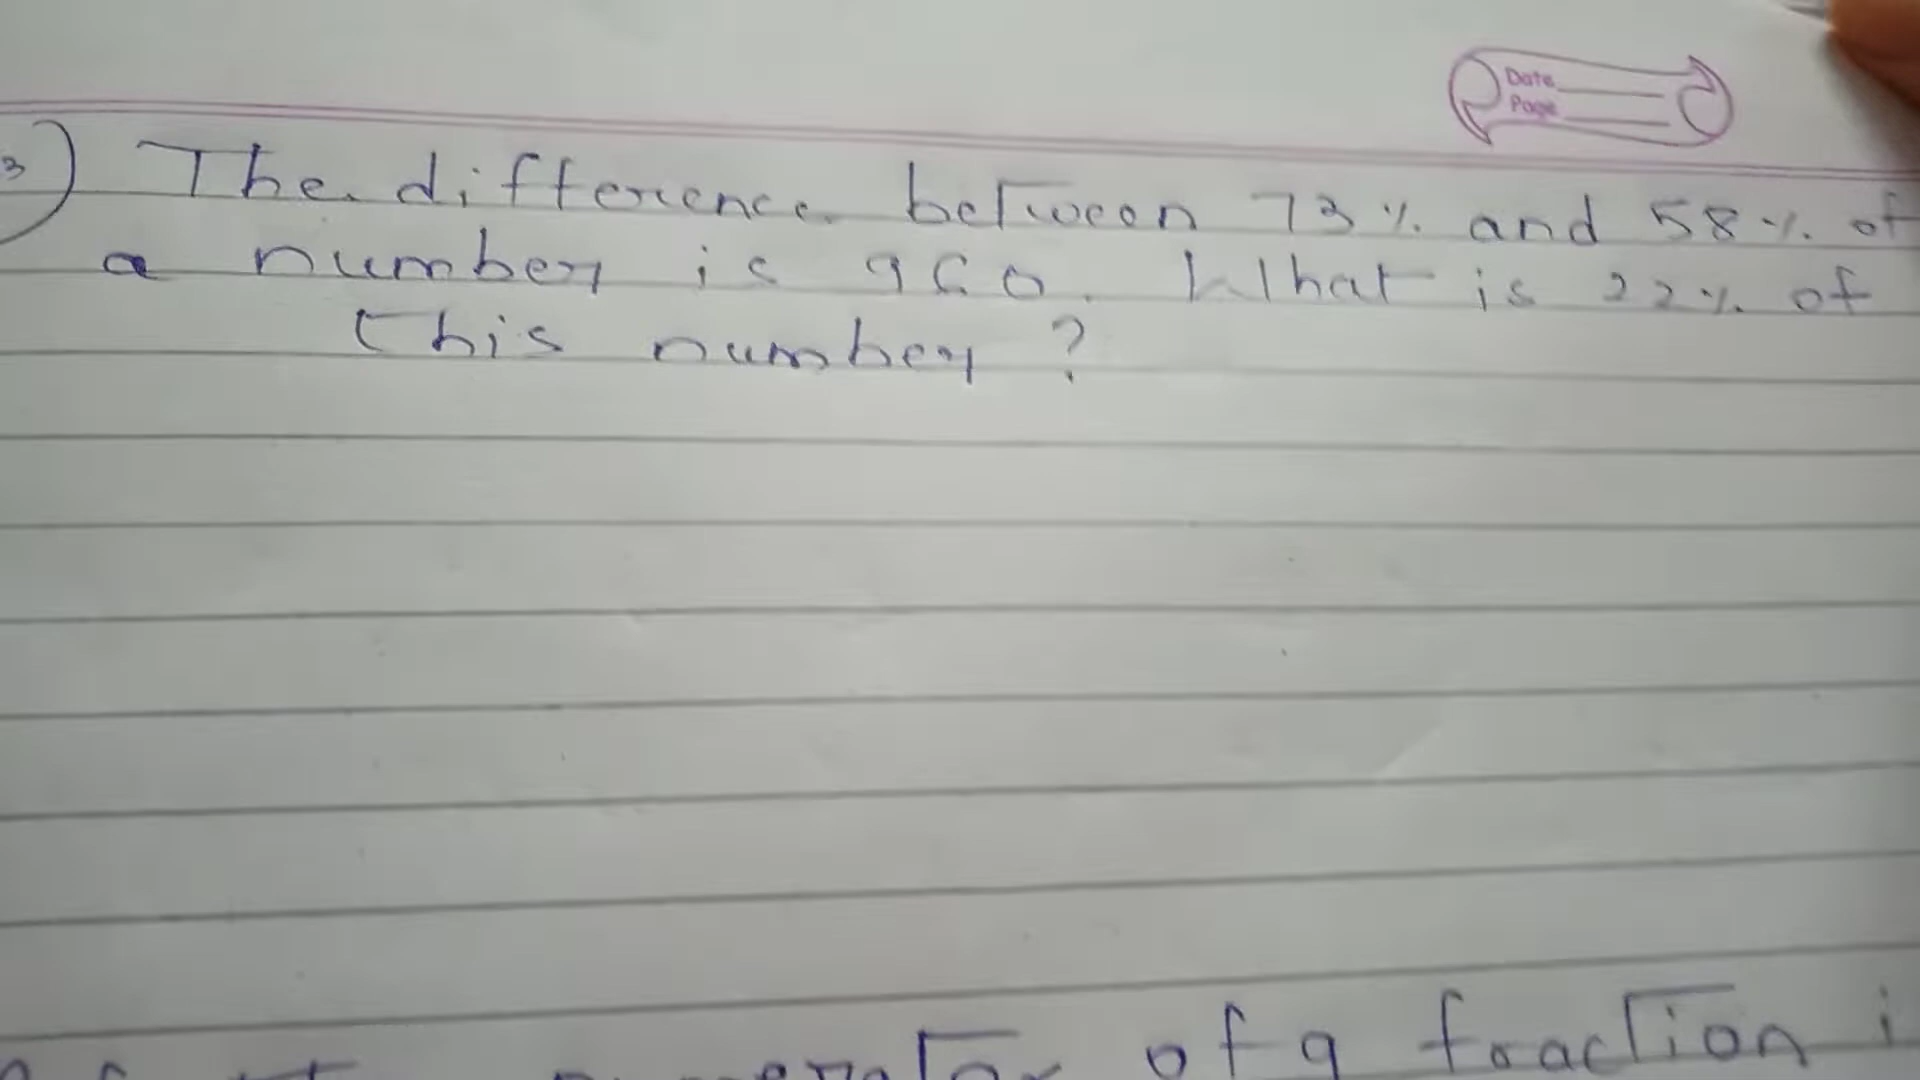 Date
Page
3) The difference between 73% and 58% of
a number is 960. What is 22% of
this number?
of a fraction i